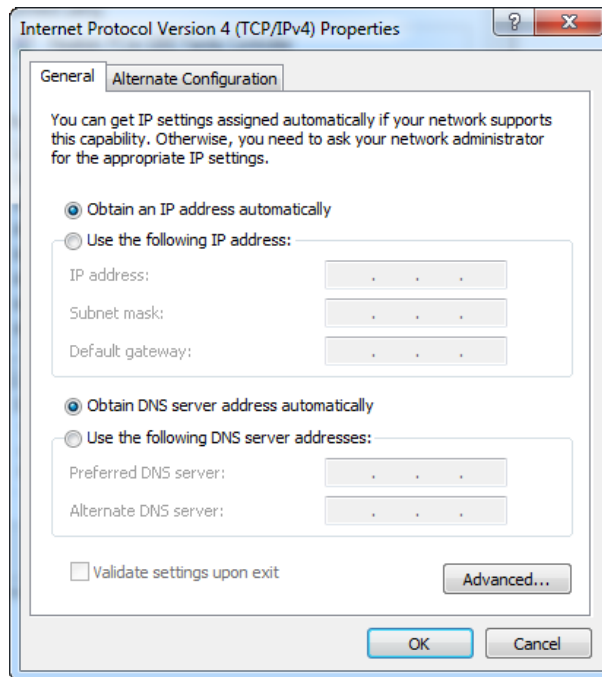 Internet Protocol Version 4 (TCP/IPv4) Properties
?
General
Alternate Configuration
You can get IP settings assigned automatically if your network supports
this capability. Otherwise, you need to ask your network administrator
for the appropriate IP settings.
Obtain an IP address automatically
Use the following IP address:
IP address:
. . .
Subnet mask:
. . .
Default gateway:
. . .
Obtain DNS server address automatically
Use the following DNS server addresses:
Preferred DNS server:
. . .
Alternate DNS server:
. . .
Validate settings upon exit
Advanced...
OK
Cancel